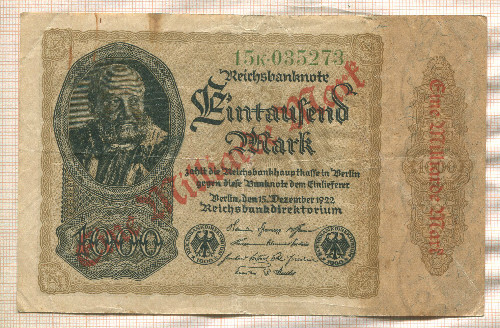 15K·035273
Reichsbanknote
Eintausend
Mark
zahlt die Reichsbankhauptkasse in Berlin
gegen diese Banknote dem Einlieferer
Berlin, den 15. Dezember 1922
Reichsbankdirektorium
Eine Milliarde Mark
1000
Eine Milliarde Mark